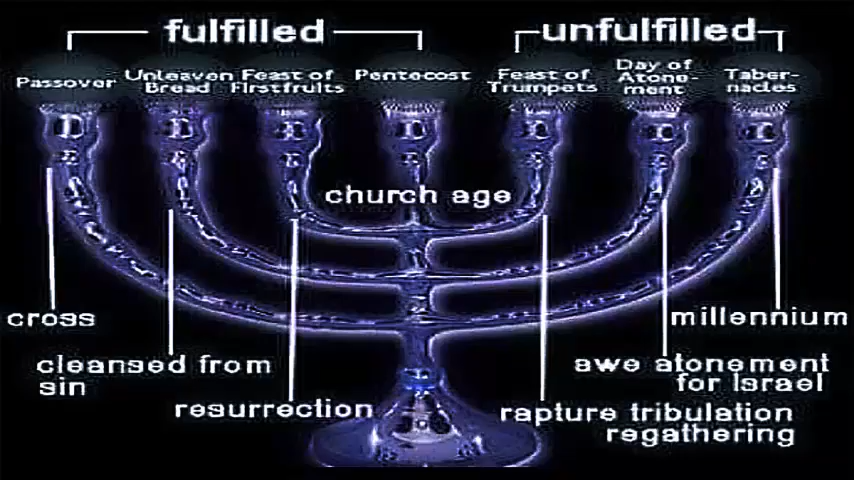 fulfilled
unfulfilled
Passover
Unleaven
Bread
Feast of
Firstfruits
Pentecost
Feast of
Trumpets
Day of
Atone-
ment
Taber-
nacles
church age
cross
cleansed from
sin
resurrection
rapture tribulation
regathering
awe atonement
for Israel
millennium